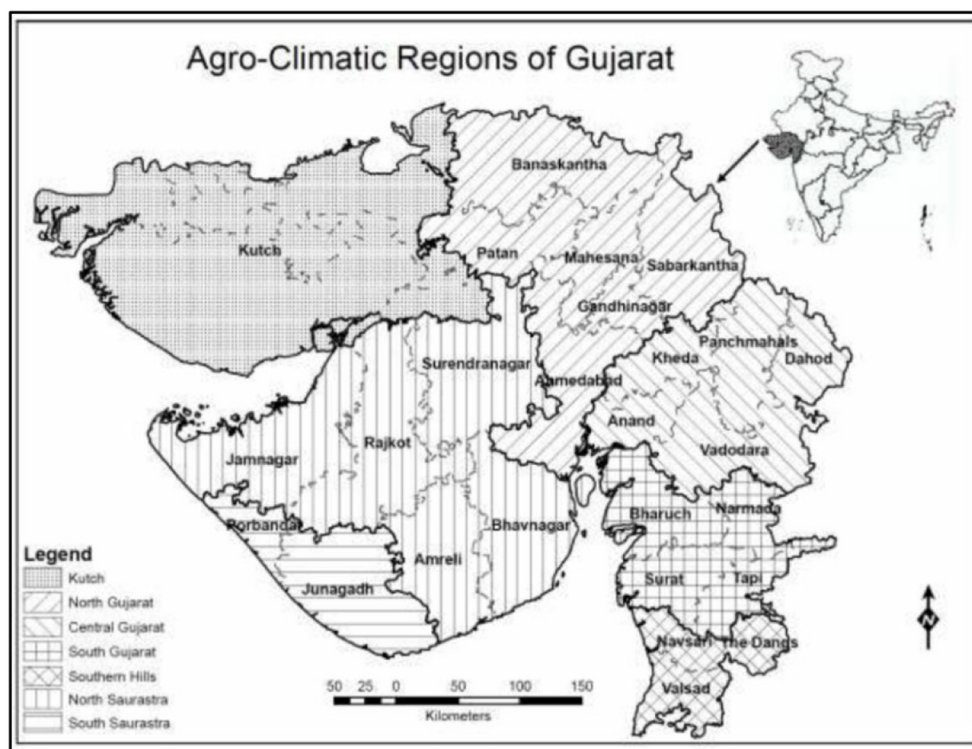 Agro-Climatic Regions of Gujarat
Banaskantha
Kutch
Patan
Mahesana
Sabarkantha
Gandhinagar
Panchmahals
Kheda
Dahod
Surendranagar
Aamedabad
Anand
Rajkot
Vadodara
Jamnagar
Porbandar
Bhavnagar
Bharuch
Narmada
Amreli
Junagadh
Surat
Tapi
Navsari
The Dangs
Valsad
Legend
Kutch
North Gujarat
Central Gujarat
South Gujarat
Southern Hills
North Saurastra
South Saurastra
50 25 0 50 100 150
Kilometers
N